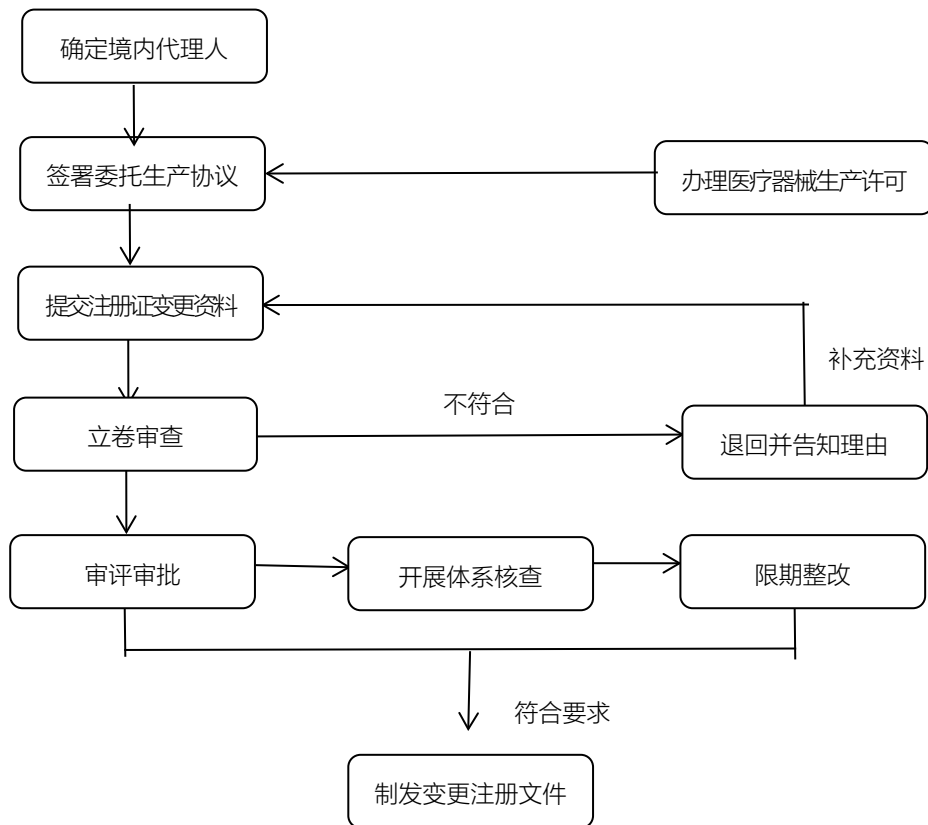 确定境内代理人
签署委托生产协议
办理医疗器械生产许可
提交注册证变更资料
补充资料
不符合
立卷审查
退回并告知理由
审评审批
开展体系核查
限期整改
符合要求
制发变更注册文件